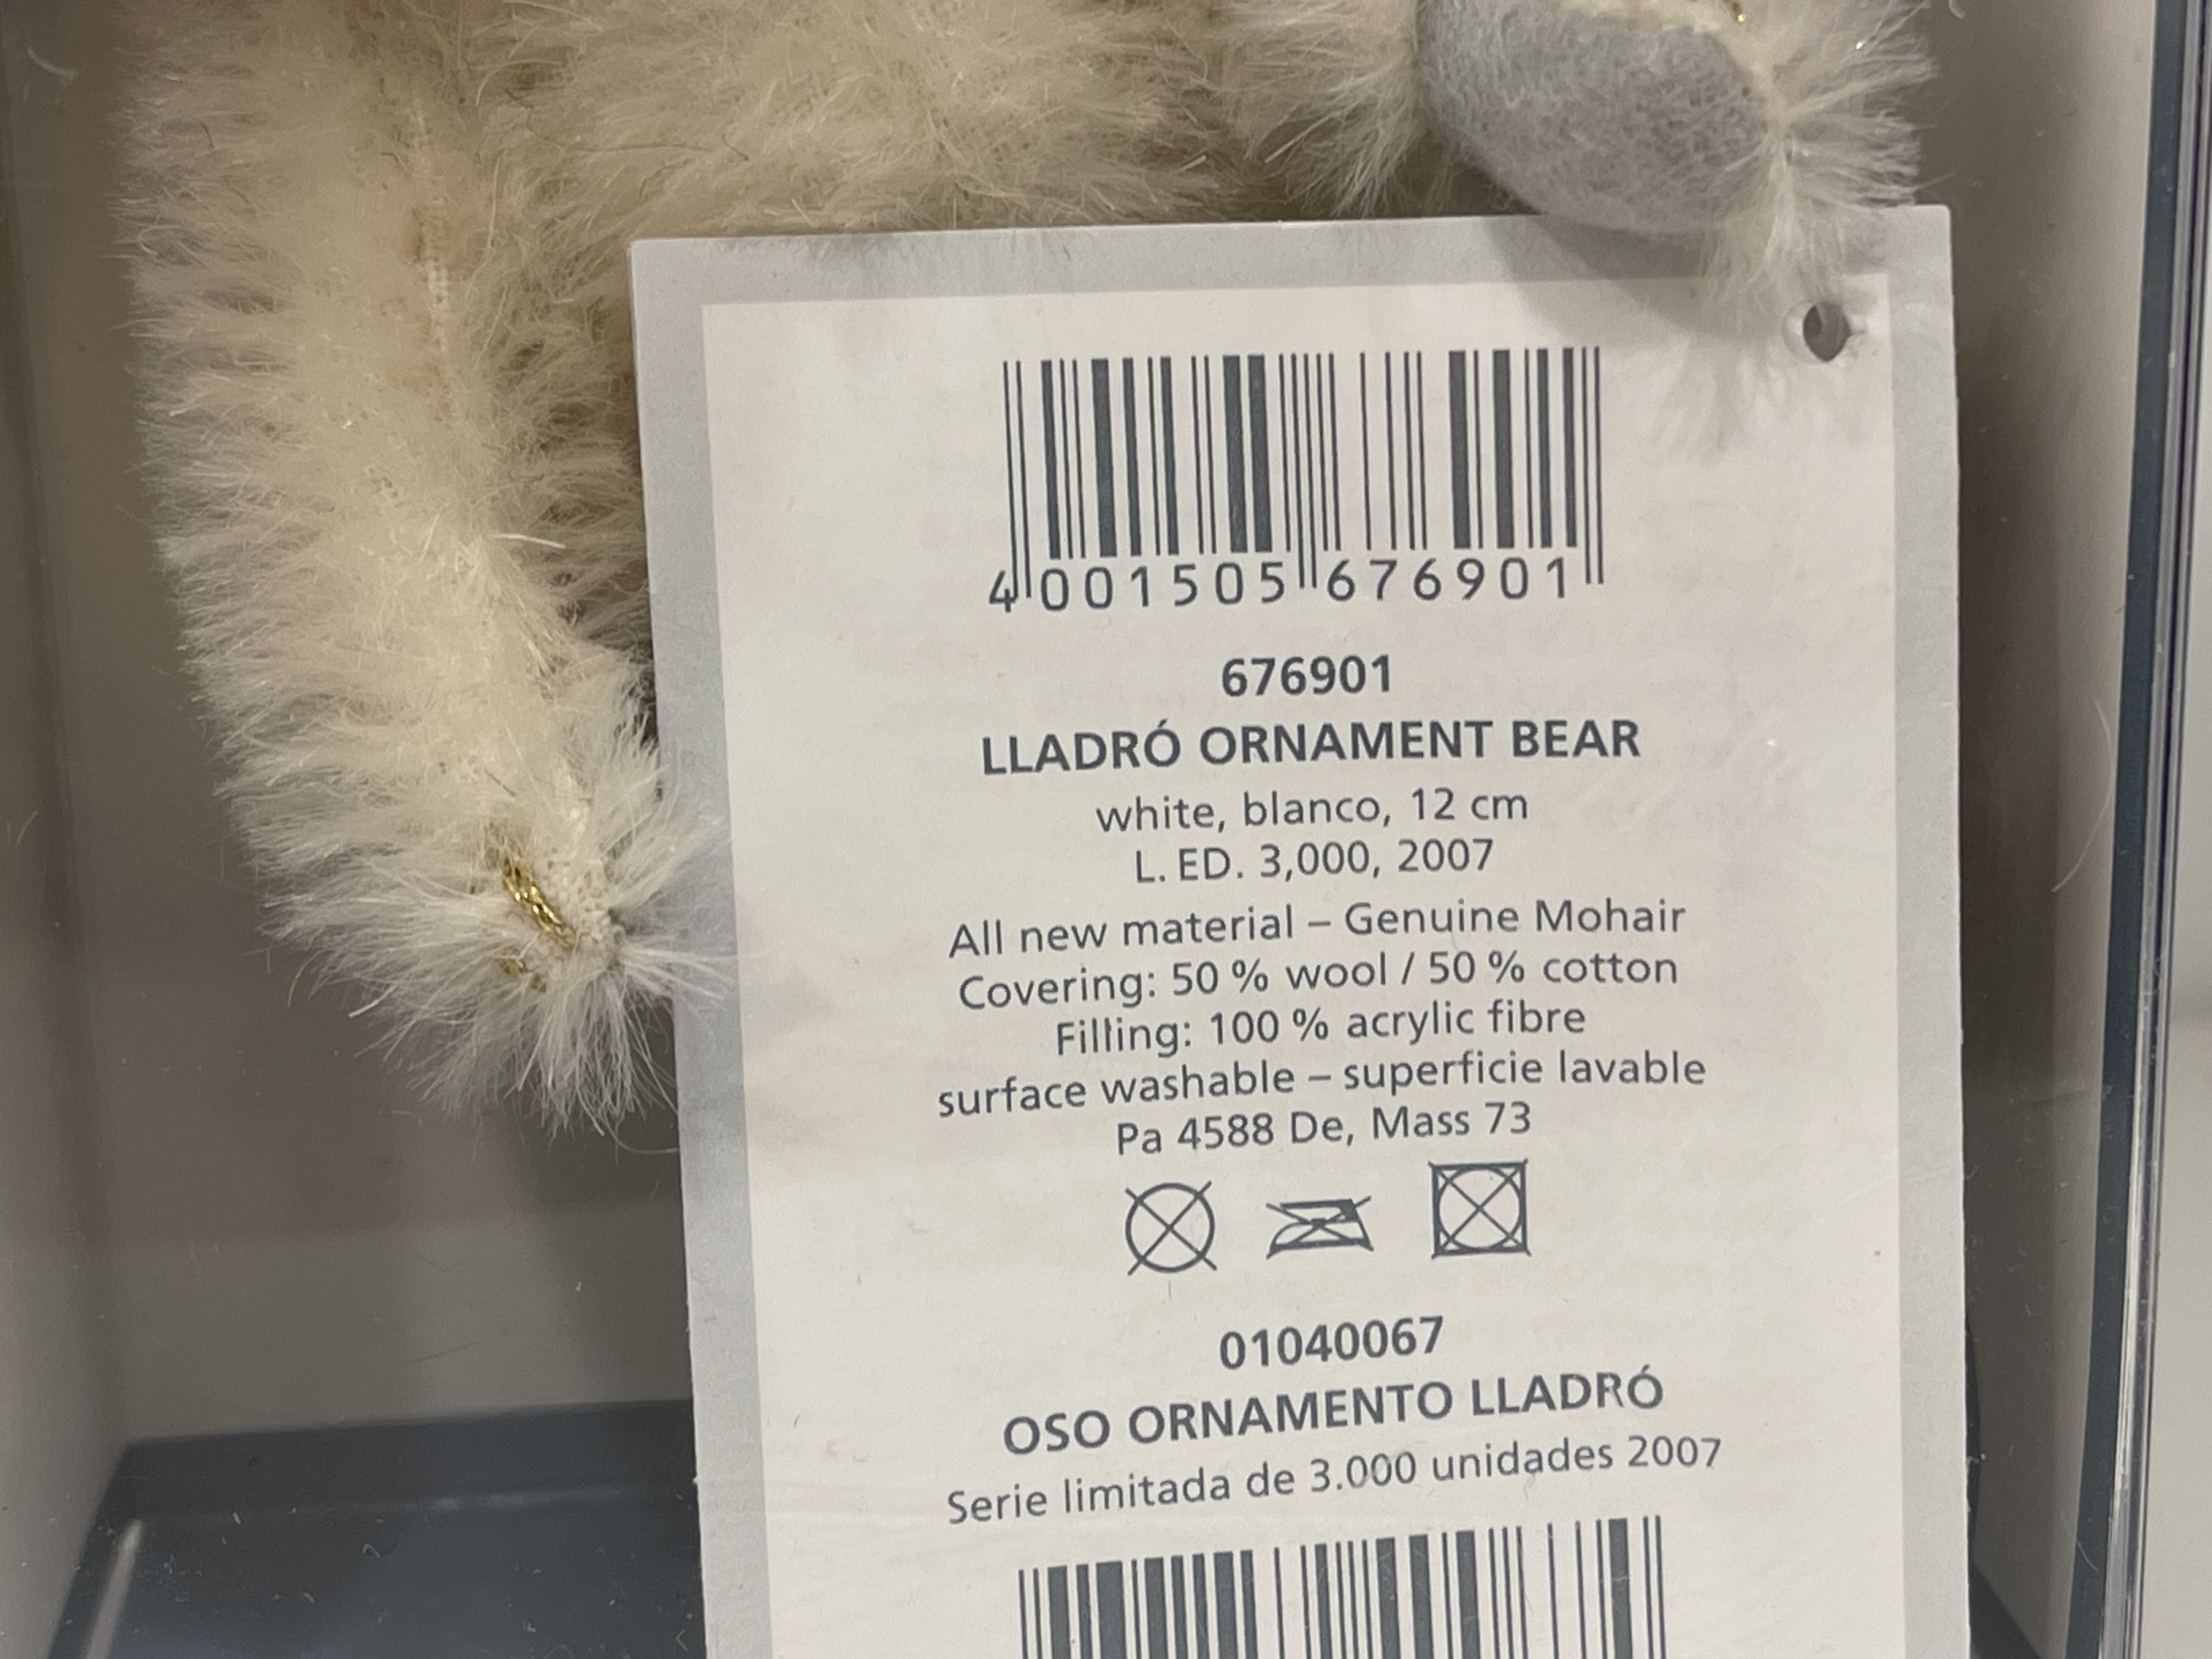 4 001505 676901
676901
LLADRÓ ORNAMENT BEAR
white, blanco, 12 cm
L. ED. 3,000, 2007
All new material – Genuine Mohair
Covering: 50 % wool / 50 % cotton
Filling: 100 % acrylic fibre
surface washable – superficie lavable
Pa 4588 De, Mass 73
01040067
OSO ORNAMENTO LLADRÓ
Serie limitada de 3.000 unidades 2007